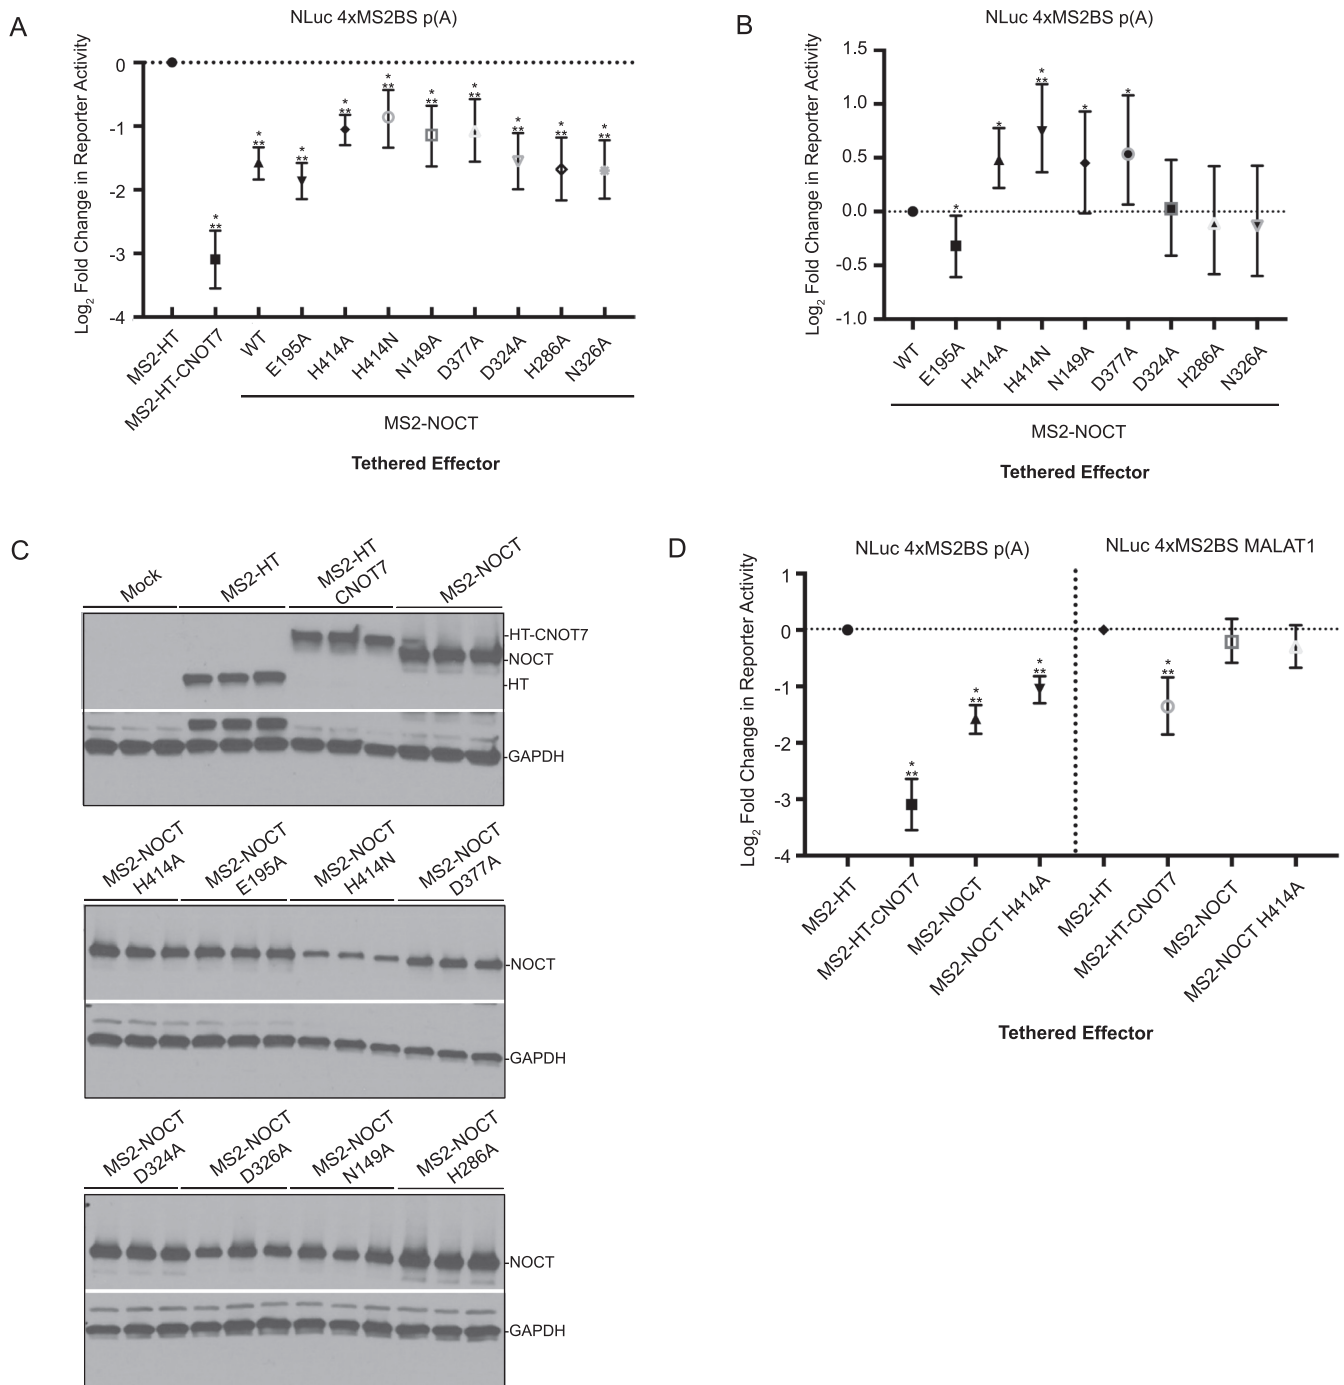 A
NLuc 4xMS2BS p(A)
Log2 Fold Change in Reporter Activity
0
-1
-2
-3
-4
*
**
*
**
*
**
*
**
*
**
*
**
*
**
*
**
*
**
*
**
MS2-HT
MS2-HT-CNOT7
WT
E195A
H414A
H414N
N149A
D377A
D324A
H286A
N326A
MS2-NOCT
Tethered Effector
B
NLuc 4xMS2BS p(A)
Log2 Fold Change in Reporter Activity
1.5
1.0
0.5
0.0
-0.5
-1.0
*
*
*
**
*
*
WT
E195A
H414A
H414N
N149A
D377A
D324A
H286A
N326A
MS2-NOCT
Tethered Effector
C
Mock
MS2-HT
MS2-HT
CNOT7
MS2-NOCT
-HT-CNOT7
-NOCT
-HT
-GAPDH
MS2-NOCT
H414A
MS2-NOCT
E195A
MS2-NOCT
H414N
MS2-NOCT
D377A
-NOCT
-GAPDH
MS2-NOCT
D324A
MS2-NOCT
D326A
MS2-NOCT
N149A
MS2-NOCT
H286A
-NOCT
-GAPDH
D
NLuc 4xMS2BS p(A)
NLuc 4xMS2BS MALAT1
Log2 Fold Change in Reporter Activity
1
0
-1
-2
-3
-4
*
**
*
**
*
**
*
**
MS2-HT
MS2-HT-CNOT7
MS2-NOCT
MS2-NOCT H414A
MS2-HT
MS2-HT-CNOT7
MS2-NOCT
MS2-NOCT H414A
Tethered Effector